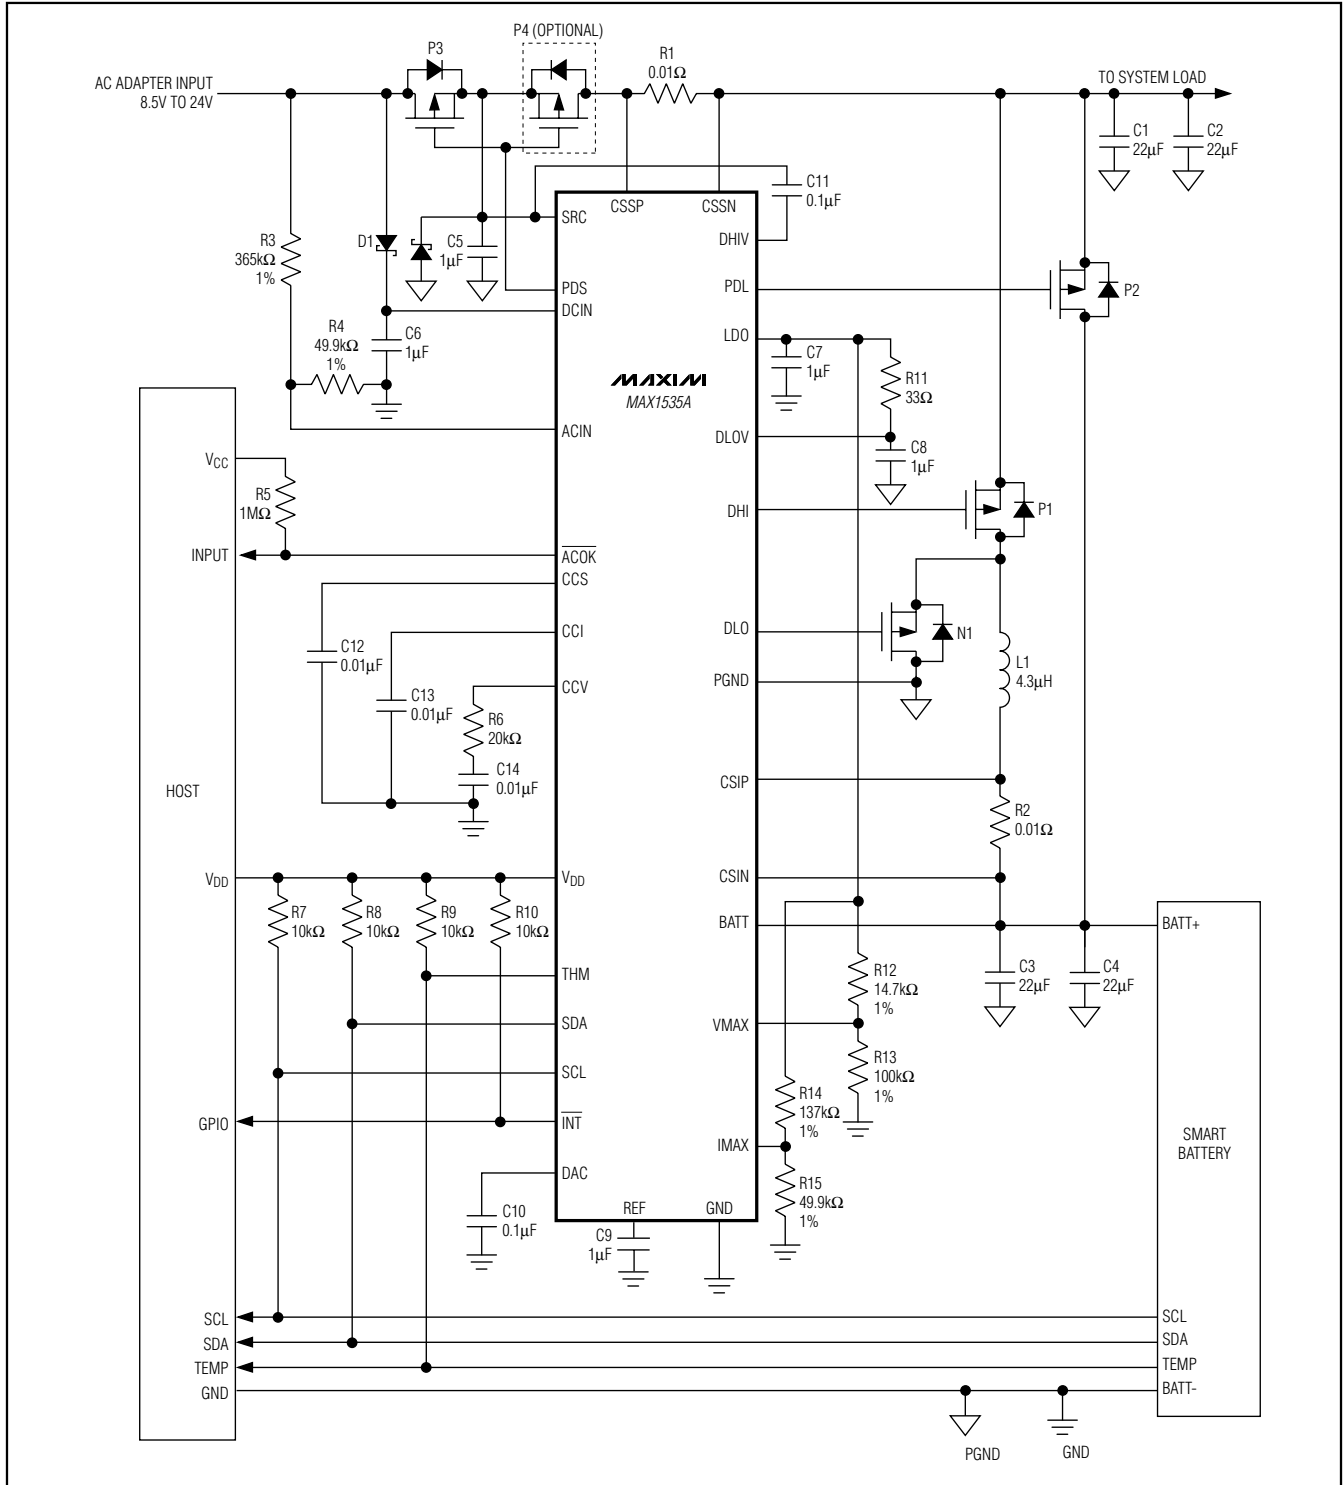 P4 (OPTIONAL)
P3
R1
0.01Ω
AC ADAPTER INPUT
8.5V TO 24V
TO SYSTEM LOAD
C1
22µF
C2
22µF
C11
0.1µF
CSSP
CSSN
SRC
DHIV
R3
365kΩ
1%
D1
C5
1µF
PDS
PDL
P2
DCIN
LDO
R4
49.9kΩ
1%
C6
1µF
C7
1µF
R11
33Ω
MAXIM
MAX1535A
ACIN
DLOV
C8
1µF
VCC
R5
1MΩ
DHI
P1
INPUT
ACOK
CCS
CCI
DLO
N1
C12
0.01µF
C13
0.01µF
CCV
PGND
L1
4.3µH
R6
20kΩ
C14
0.01µF
HOST
CSIP
R2
0.01Ω
VDD
VDD
CSIN
R7
10kΩ
R8
10kΩ
R9
10kΩ
R10
10kΩ
BATT
BATT+
THM
R12
14.7kΩ
1%
C3
22µF
C4
22µF
SDA
VMAX
SCL
R13
100kΩ
1%
R14
137kΩ
1%
GPIO
INT
IMAX
SMART
BATTERY
DAC
R15
49.9kΩ
1%
C10
0.1µF
REF
GND
C9
1µF
SCL
SCL
SDA
SDA
TEMP
TEMP
GND
BATT-
PGND
GND